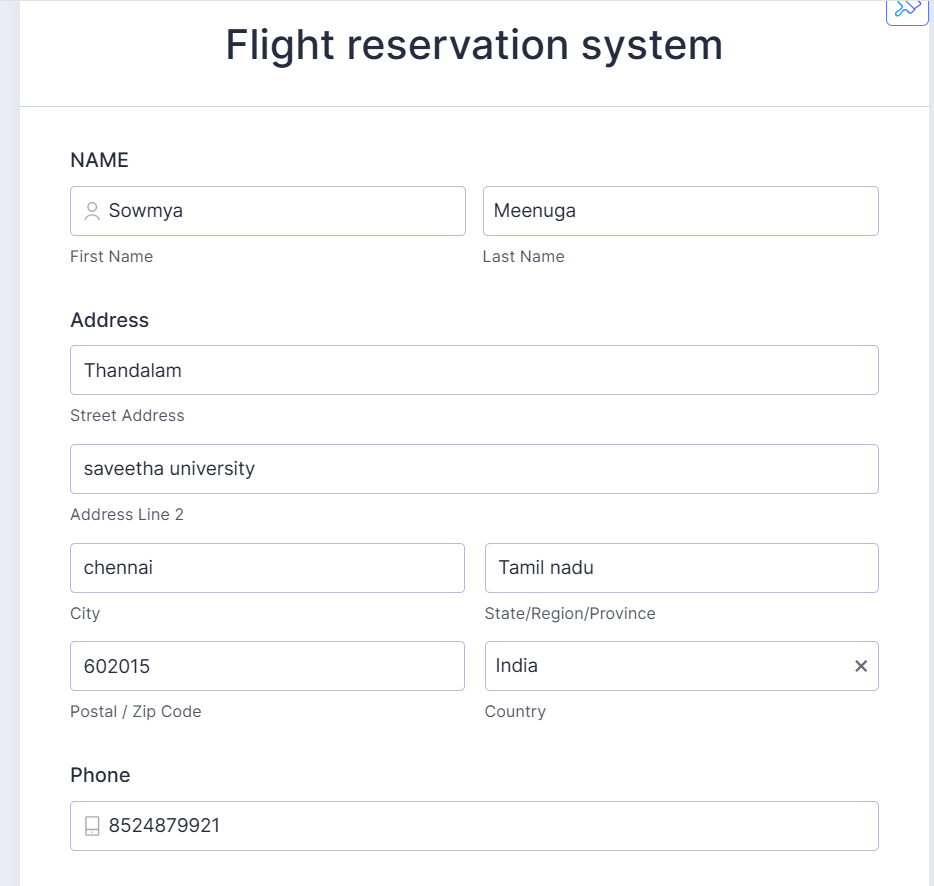 Flight reservation system
NAME
Sowmya Meenuga
First Name Last Name
Address
Thandalam
Street Address
saveetha university
Address Line 2
chennai Tamil nadu
City State/Region/Province
602015 India ×
Postal / Zip Code Country
Phone
8524879921